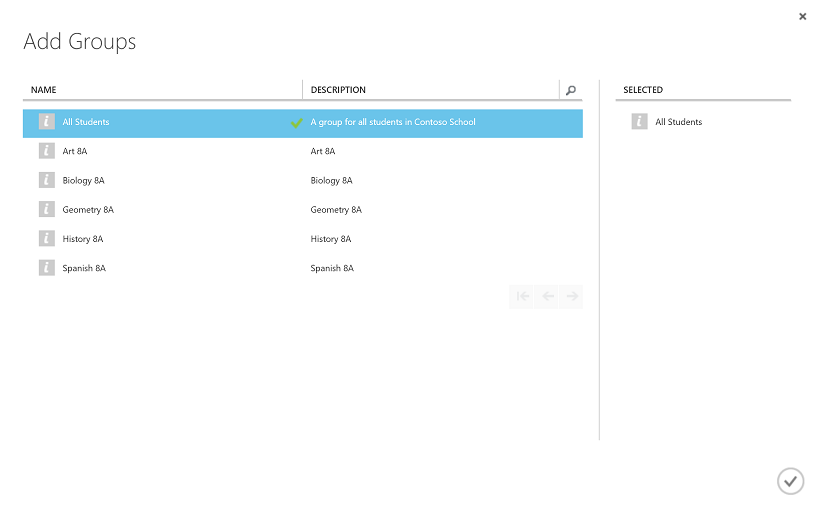 Add Groups
NAME DESCRIPTION SELECTED
All Students A group for all students in Contoso School All Students
Art 8A Art 8A
Biology 8A Biology 8A
Geometry 8A Geometry 8A
History 8A History 8A
Spanish 8A Spanish 8A